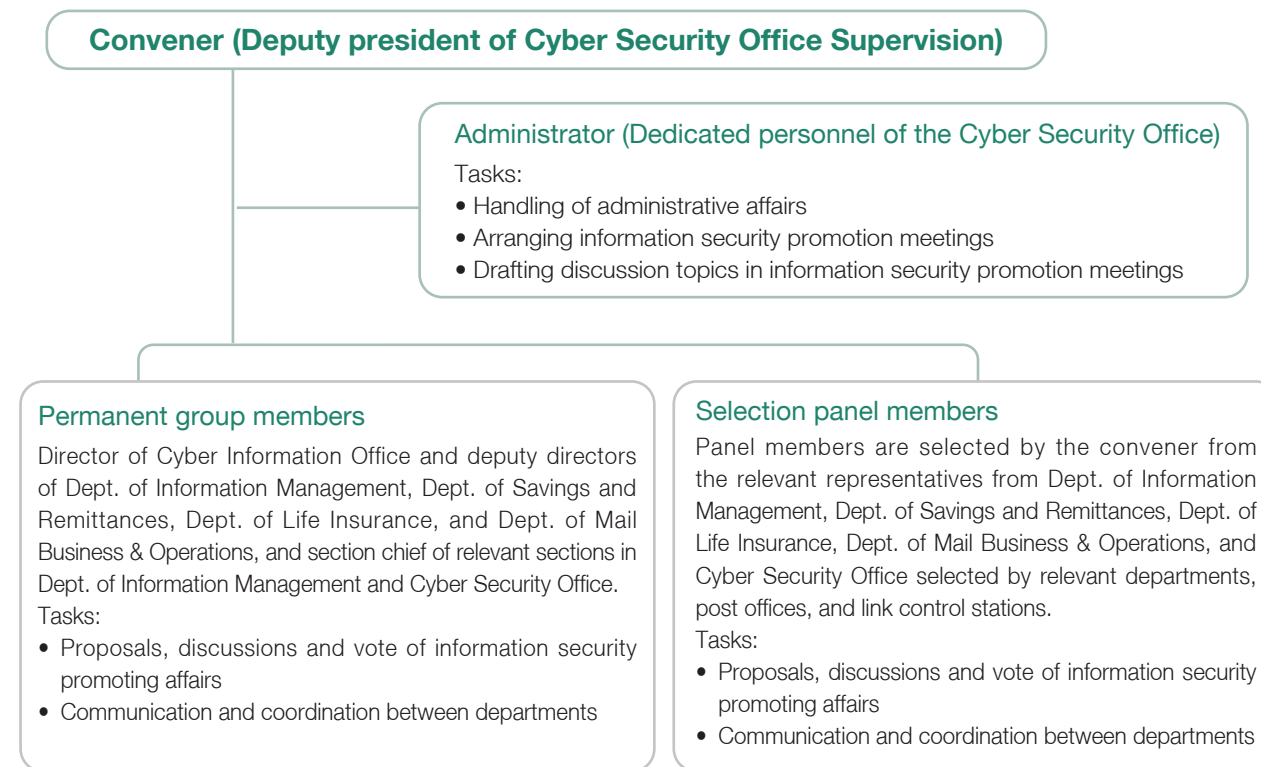 Convener (Deputy president of Cyber Security Office Supervision)
Administrator (Dedicated personnel of the Cyber Security Office)
Tasks:
• Handling of administrative affairs
• Arranging information security promotion meetings
• Drafting discussion topics in information security promotion meetings
Permanent group members
Director of Cyber Information Office and deputy directors
of Dept. of Information Management, Dept. of Savings and
Remittances, Dept. of Life Insurance, and Dept. of Mail
Business & Operations, and section chief of relevant sections in
Dept. of Information Management and Cyber Security Office.
Tasks:
• Proposals, discussions and vote of information security
promoting affairs
• Communication and coordination between departments
Selection panel members
Panel members are selected by the convener from
the relevant representatives from Dept. of Information
Management, Dept. of Savings and Remittances, Dept. of
Life Insurance, Dept. of Mail Business & Operations, and
Cyber Security Office selected by relevant departments,
post offices, and link control stations.
Tasks:
• Proposals, discussions and vote of information security
promoting affairs
• Communication and coordination between departments